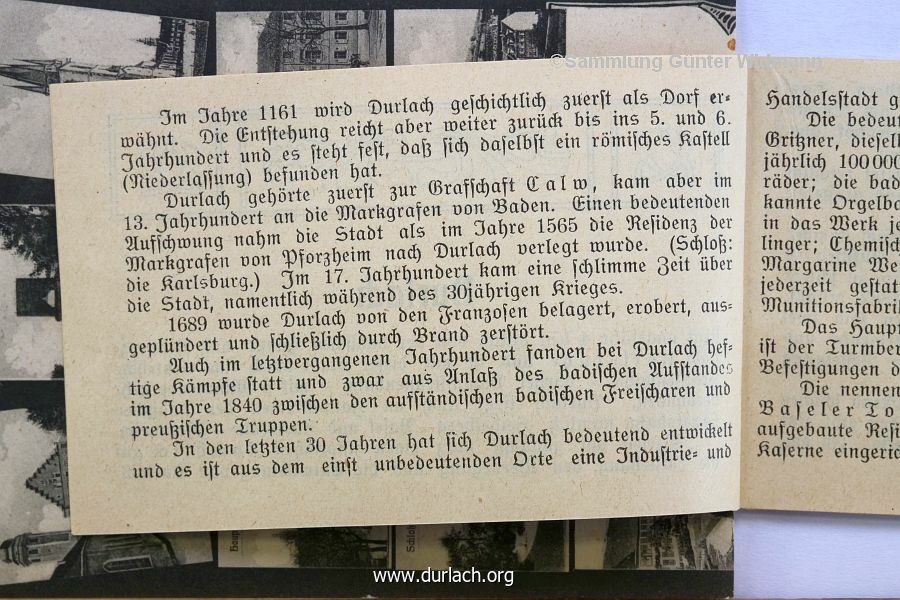 ©Sammlung Günter Widmann
Im Jahre 1161 wird Durlach geschichtlich zuerst als Dorf er-
wähnt. Die Entstehung reicht aber weiter zurück bis ins 5. und 6.
Jahrhundert und es steht fest, daß sich daselbst ein römisches Kastell
(Niederlassung) befunden hat.
Durlach gehörte zuerst zur Grafschaft Calw, kam aber im
13. Jahrhundert an die Markgrafen von Baden. Einen bedeutenden
Aufschwung nahm die Stadt als im Jahre 1565 die Residenz der
Markgrafen von Pforzheim nach Durlach verlegt wurde. (Schloß:
die Karlsburg.) Im 17. Jahrhundert kam eine schlimme Zeit über
die Stadt, namentlich während des 30jährigen Krieges.
1689 wurde Durlach von den Franzosen belagert, erobert, aus-
geplündert und schließlich durch Brand zerstört.
Auch im letztvergangenen Jahrhundert fanden bei Durlach hef-
tige Kämpfe statt und zwar aus Anlaß des badischen Aufstandes
im Jahre 1840 zwischen den aufständischen badischen Freischaren und
preußischen Truppen.
In den letzten 30 Jahren hat sich Durlach bedeutend entwickelt
und es ist aus dem einst unbedeutenden Orte eine Industrie- und
Handelsstadt g
Die bedeut
Gritzner, diesell
jährlich 100000
räder; die bad
kannte Orgelba
in das Werk je
linger; Chemisch
Margarine We
jederzeit gestat
Munitionsfabrik
Das Haupt
ist der Turmber
Befestigungen d
Die nennen
Baseler To
aufgebaute Resi
Kaserne eingeric
www.durlach.org